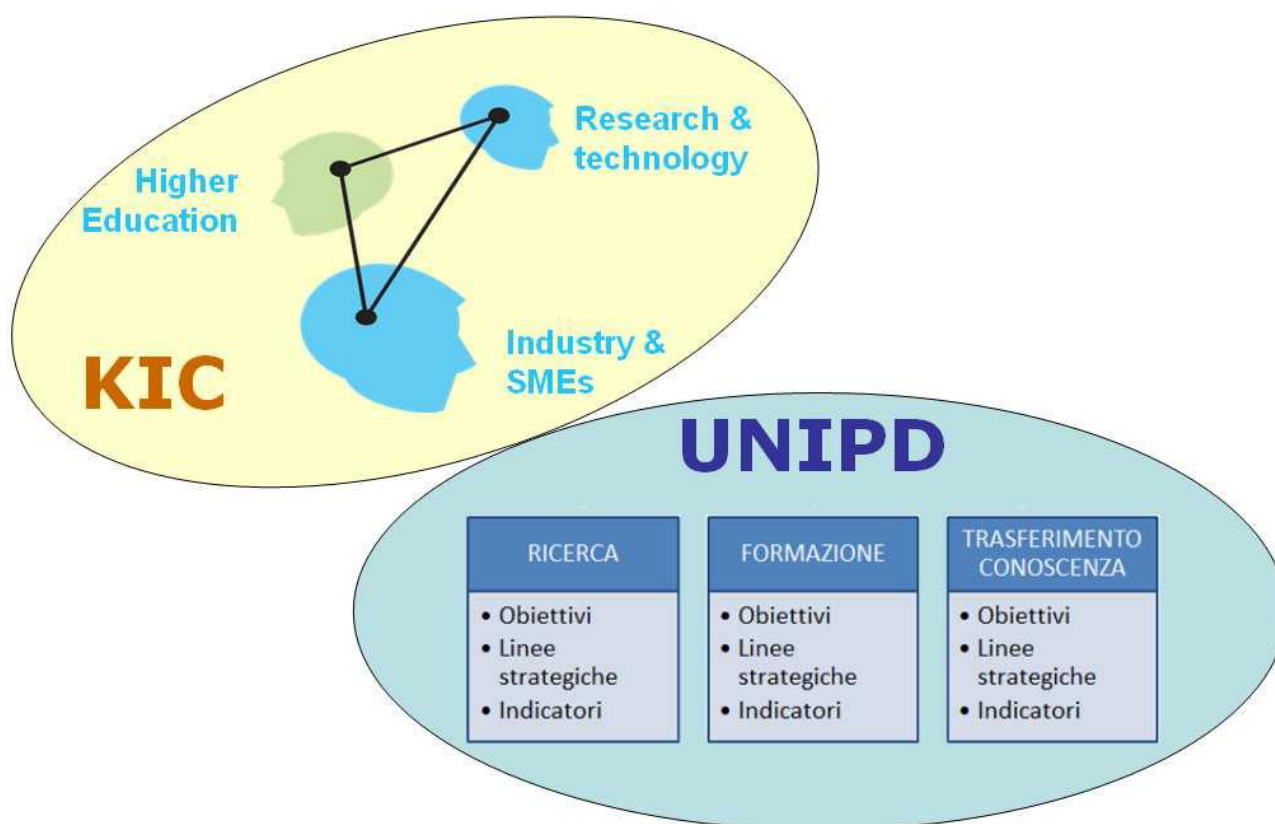 Research &
technology
Higher
Education
Industry &
SMEs
KIC
UNIPD
RICERCA
• Obiettivi
• Linee
strategiche
• Indicatori
FORMAZIONE
• Obiettivi
• Linee
strategiche
• Indicatori
TRASFERIMENTO
CONOSCENZA
• Obiettivi
• Linee
strategiche
• Indicatori